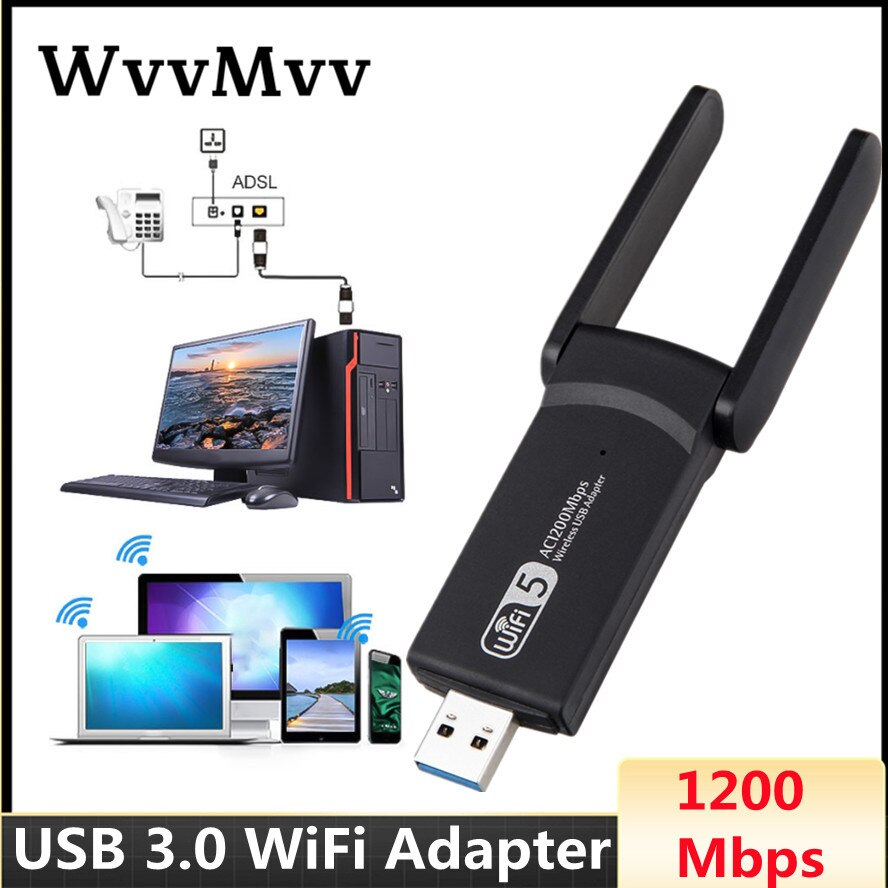 WvvMvv
ADSL
WiFi 5
AC1200Mbps
Wireless USB Adapter
USB 3.0 WiFi Adapter
1200
Mbps